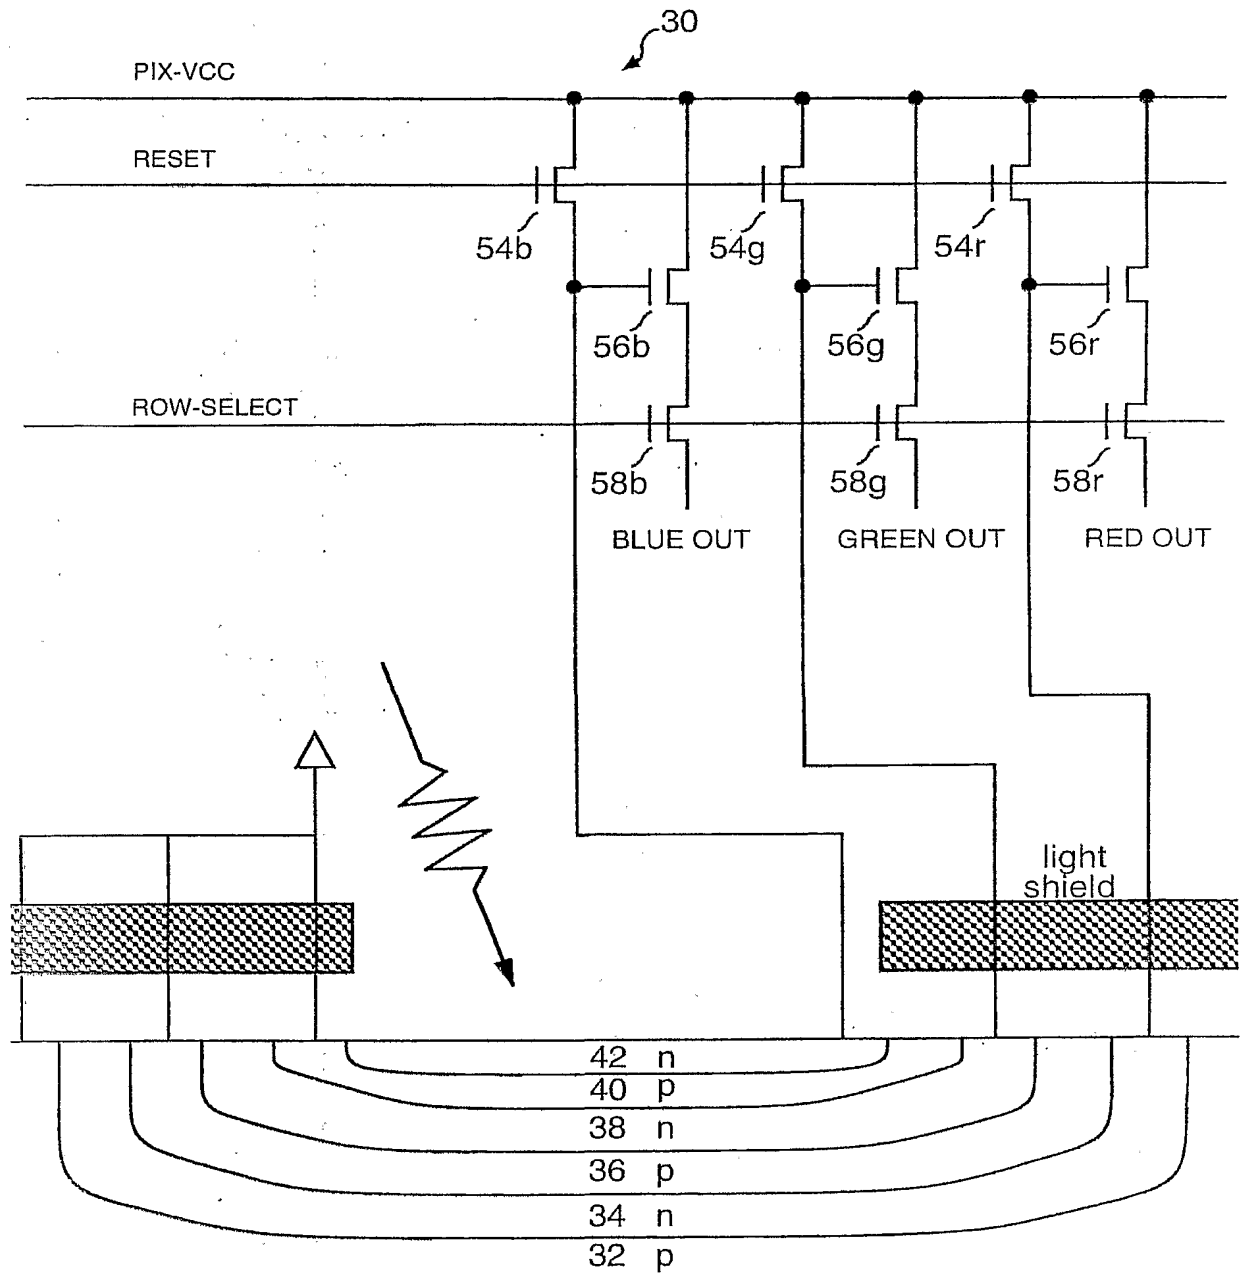 30
PIX-VCC
RESET
54b
54g
54r
56b
56g
56r
ROW-SELECT
58b
58g
58r
BLUE OUT
GREEN OUT
RED OUT
light
shield
42 n
40 p
38 n
36 p
34 n
32 p